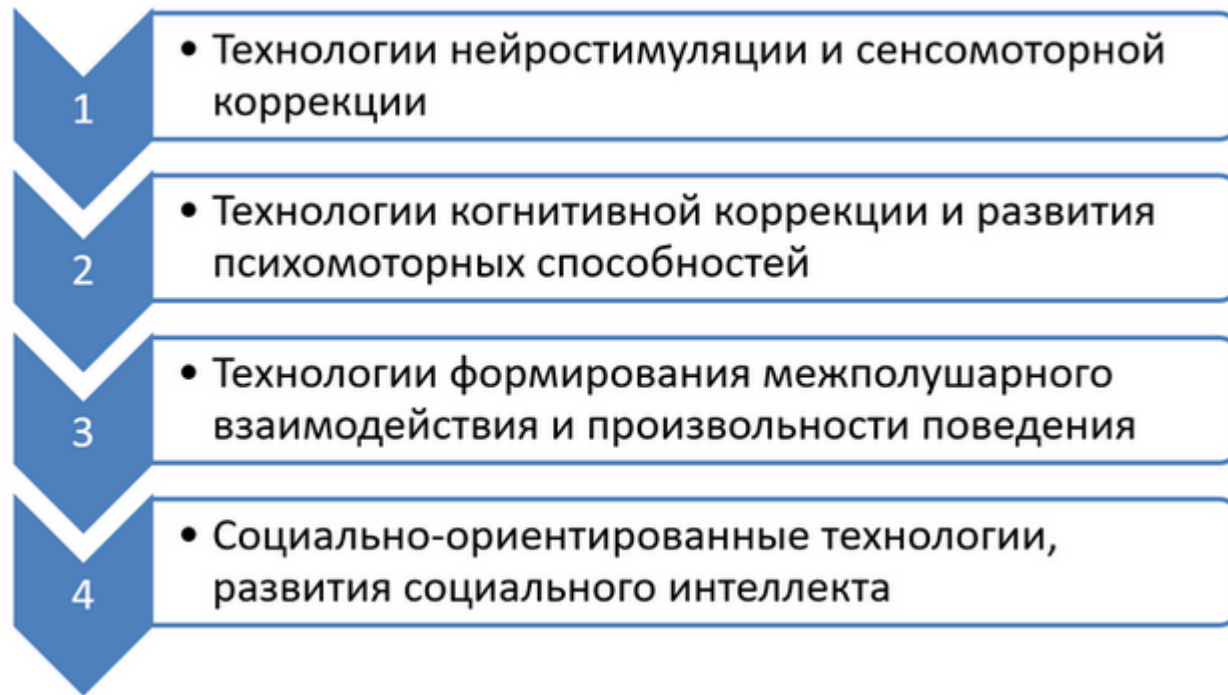 1
• Технологии нейростимуляции и сенсомоторной
коррекции
2
• Технологии когнитивной коррекции и развития
психомоторных способностей
3
• Технологии формирования межполушарного
взаимодействия и произвольности поведения
4
• Социально-ориентированные технологии,
развития социального интеллекта